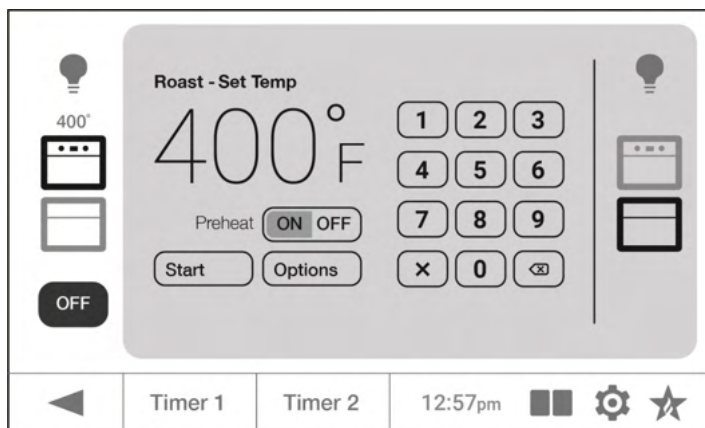 Roast - Set Temp
400°
400°F
1 2 3
4 5 6
Preheat ON OFF
7 8 9
Start Options
× 0
OFF
Timer 1 Timer 2 12:57pm